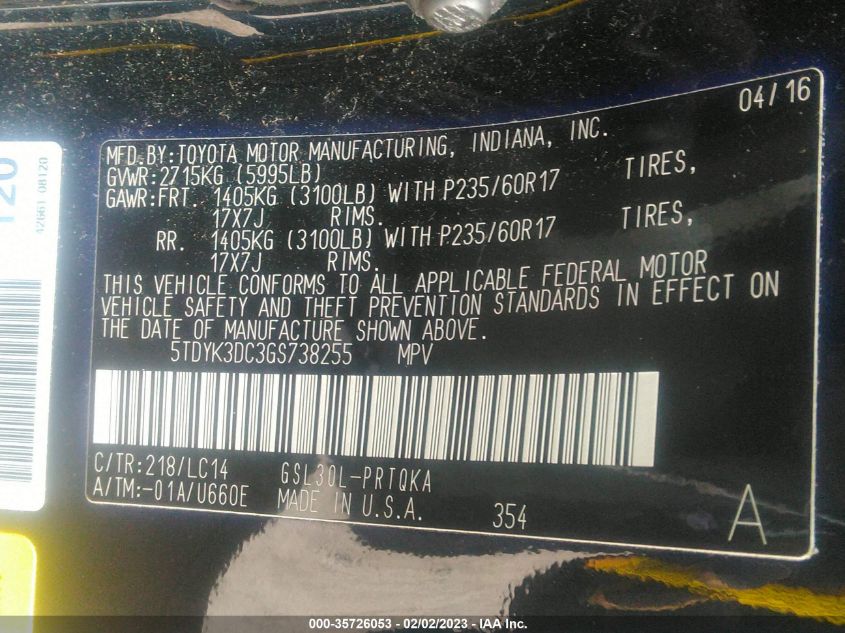 04/16
MFD.BY:TOYOTA MOTOR MANUFACTURING, INDIANA, INC.
GVWR:2715KG (5995LB)
GAWR:FRT. 1405KG (3100LB) WITH P235/60R17 TIRES,
17X7J RIMS.
RR. 1405KG (3100LB) WITH P235/60R17 TIRES,
17X7J RIMS.
THIS VEHICLE CONFORMS TO ALL APPLICABLE FEDERAL MOTOR
VEHICLE SAFETY AND THEFT PREVENTION STANDARDS IN EFFECT ON
THE DATE OF MANUFACTURE SHOWN ABOVE.
5TDYK3DC3GS738255 MPV
C/TR:218/LC14 GSL30L-PRTQKA
A/TM:-01A/U660E MADE IN U.S.A. 354
A
120
42661-08120
000-35726053 - 02/02/2023 - IAA Inc.